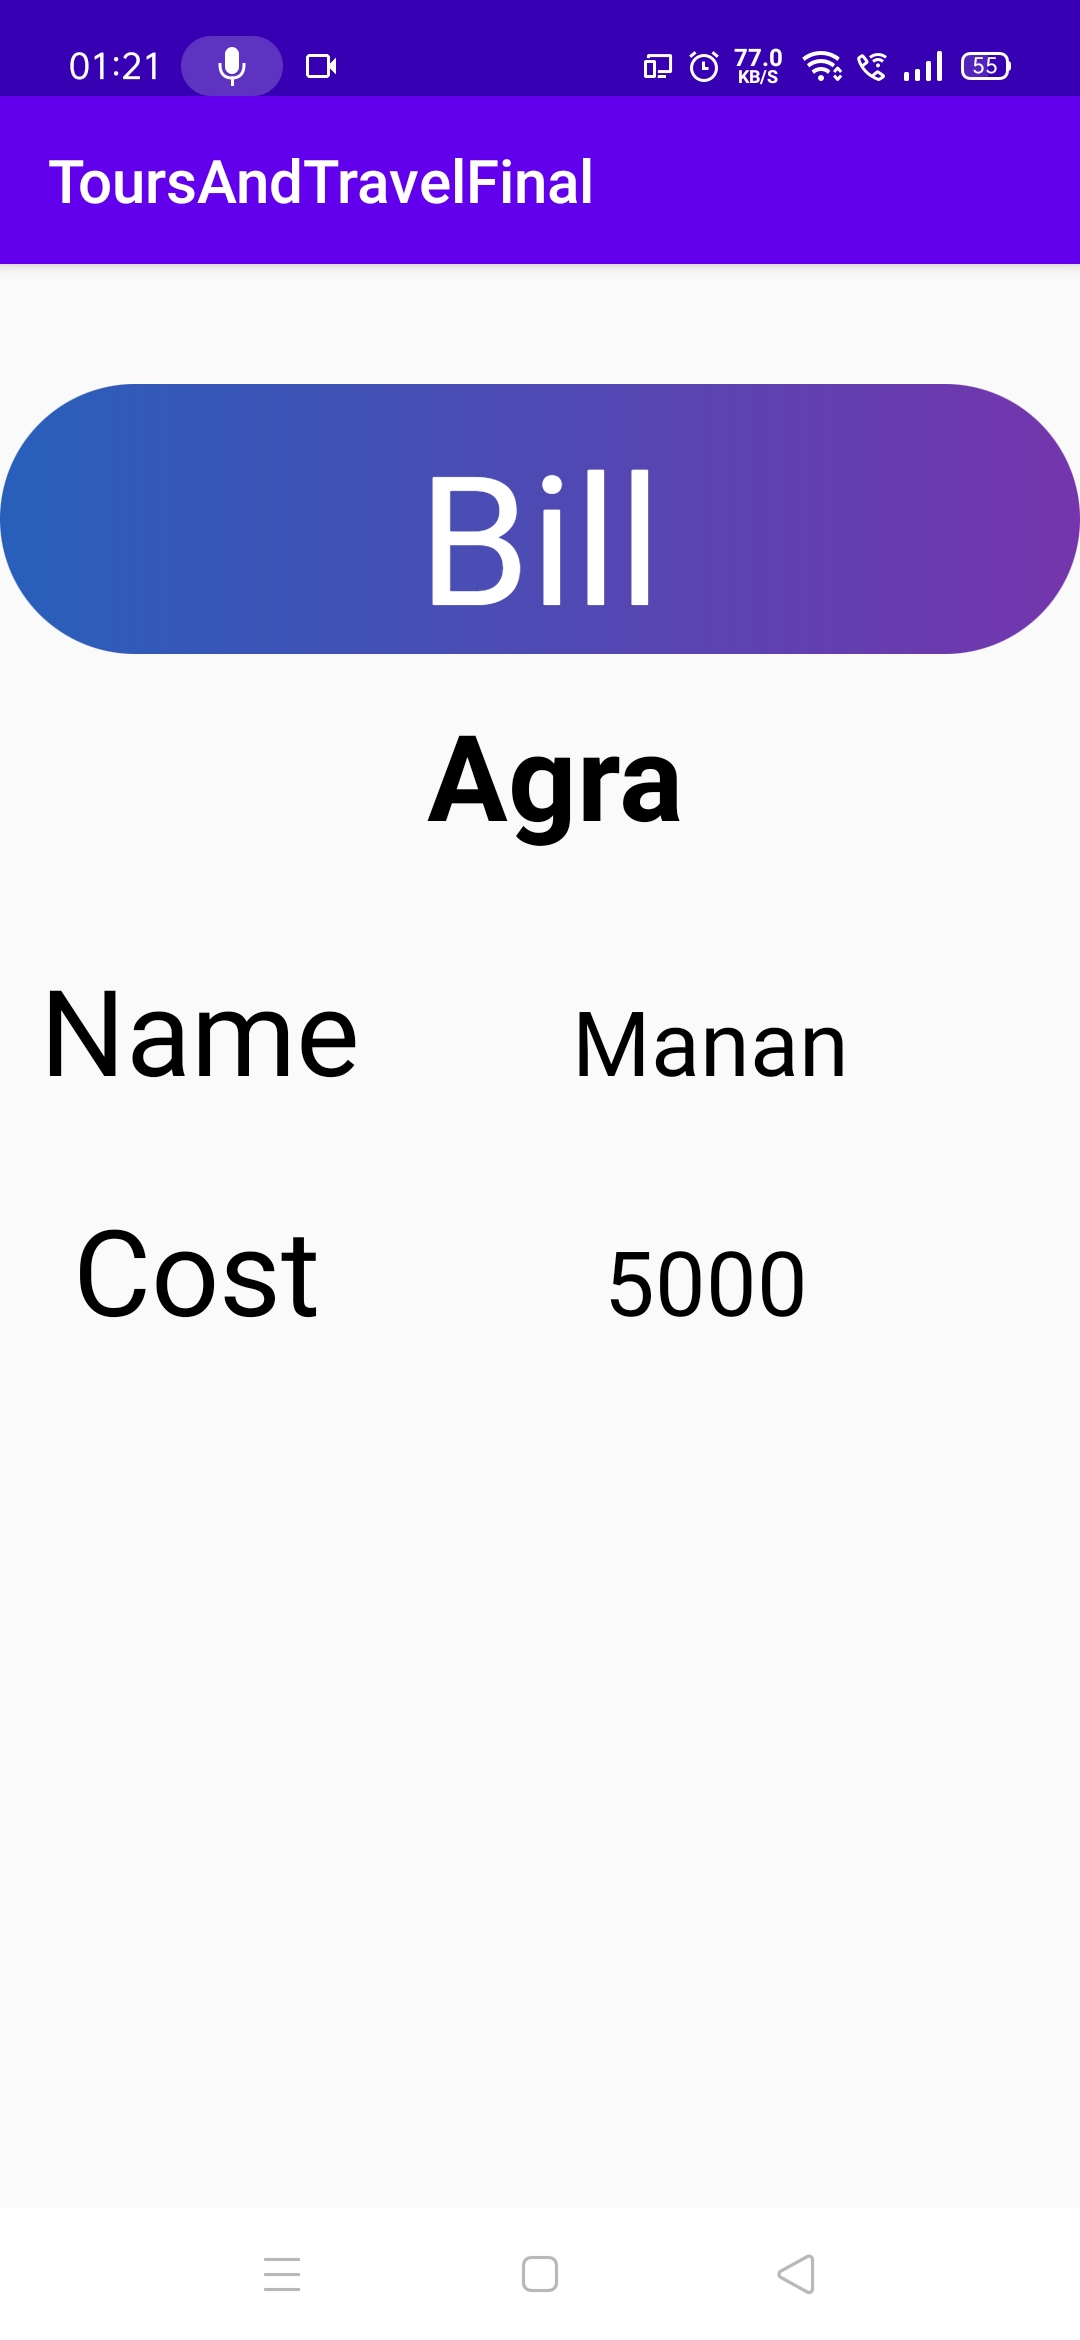 01:21 77.0 KB/S 55
ToursAndTravelFinal
Bill
Agra
Name Manan
Cost 5000